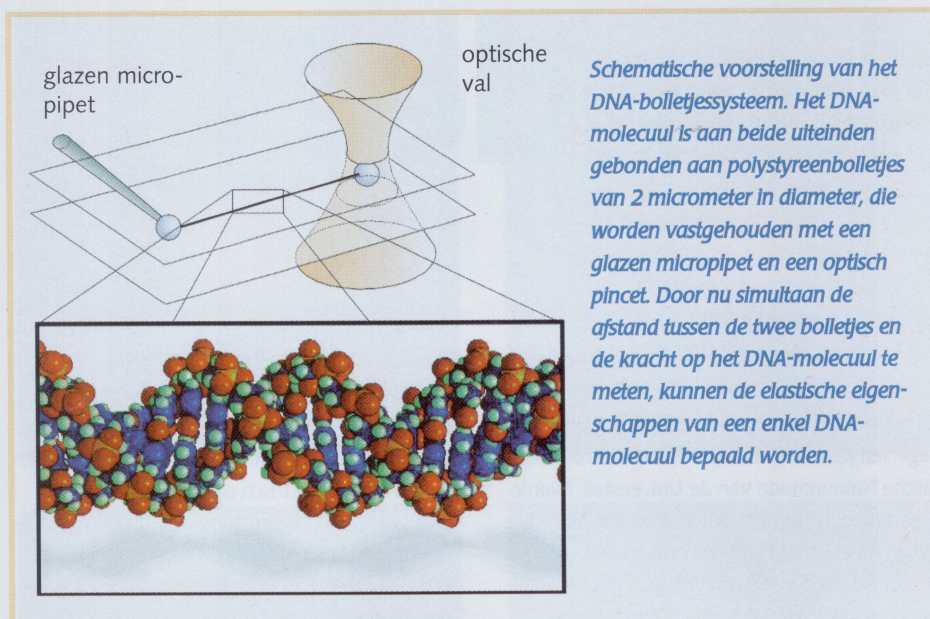 glazen micro-
pipet
optische
val
Schematische voorstelling van het
DNA-bolletjessysteem. Het DNA-
molecuul is aan beide uiteinden
gebonden aan polystyreenbolletjes
van 2 micrometer in diameter, die
worden vastgehouden met een
glazen micropipet en een optisch
pincet. Door nu simultaan de
afstand tussen de twee bolletjes en
de kracht op het DNA-molecuul te
meten, kunnen de elastische eigen-
schappen van een enkel DNA-
molecuul bepaald worden.